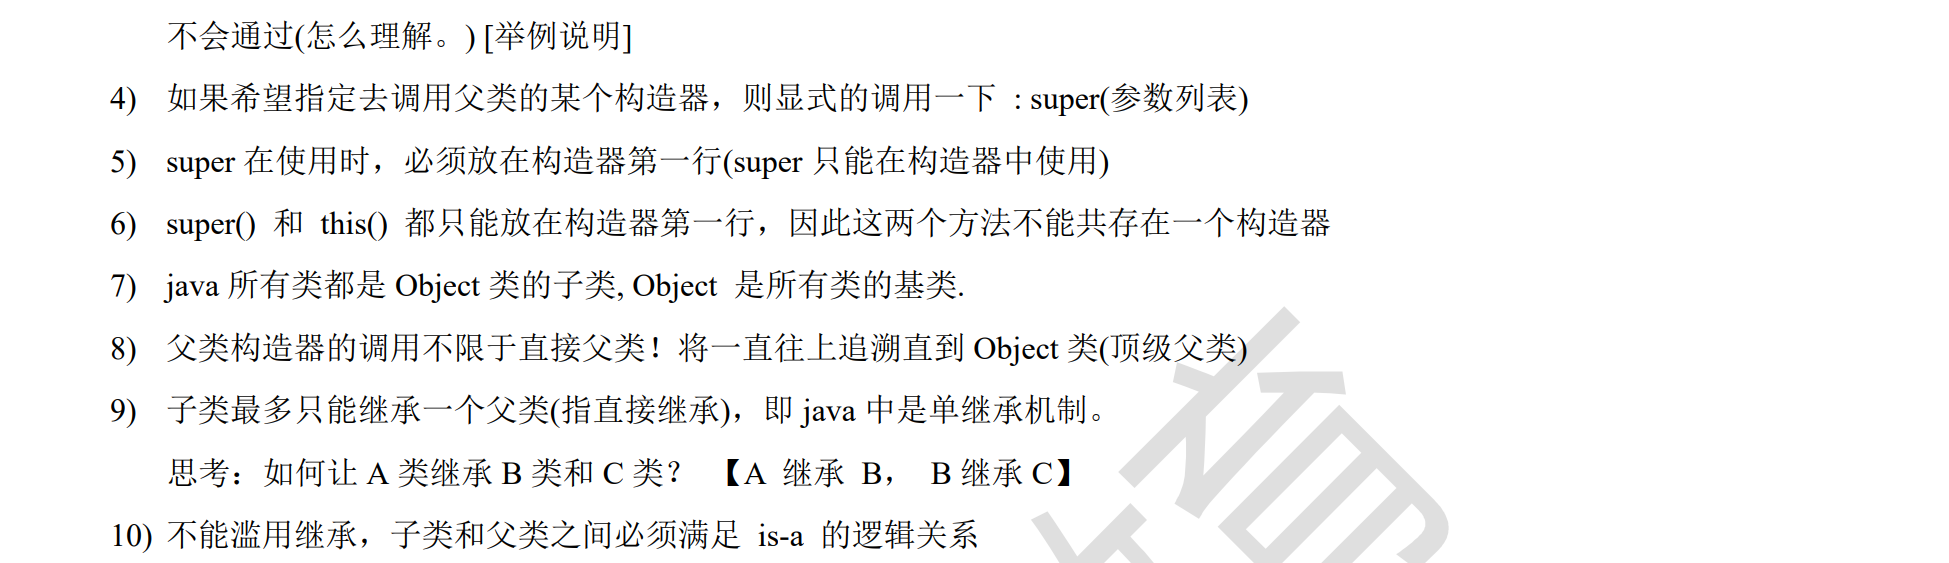 不会通过(怎么理解。) [举例说明]
4) 如果希望指定去调用父类的某个构造器，则显式的调用一下 : super(参数列表)
5) super 在使用时，必须放在构造器第一行(super 只能在构造器中使用)
6) super() 和 this() 都只能放在构造器第一行，因此这两个方法不能共存在一个构造器
7) java 所有类都是 Object 类的子类, Object 是所有类的基类.
8) 父类构造器的调用不限于直接父类！将一直往上追溯直到 Object 类(顶级父类)
9) 子类最多只能继承一个父类(指直接继承)，即 java 中是单继承机制。
思考：如何让 A 类继承 B 类和 C 类？ 【A 继承 B， B 继承 C】
10) 不能滥用继承，子类和父类之间必须满足 is-a 的逻辑关系